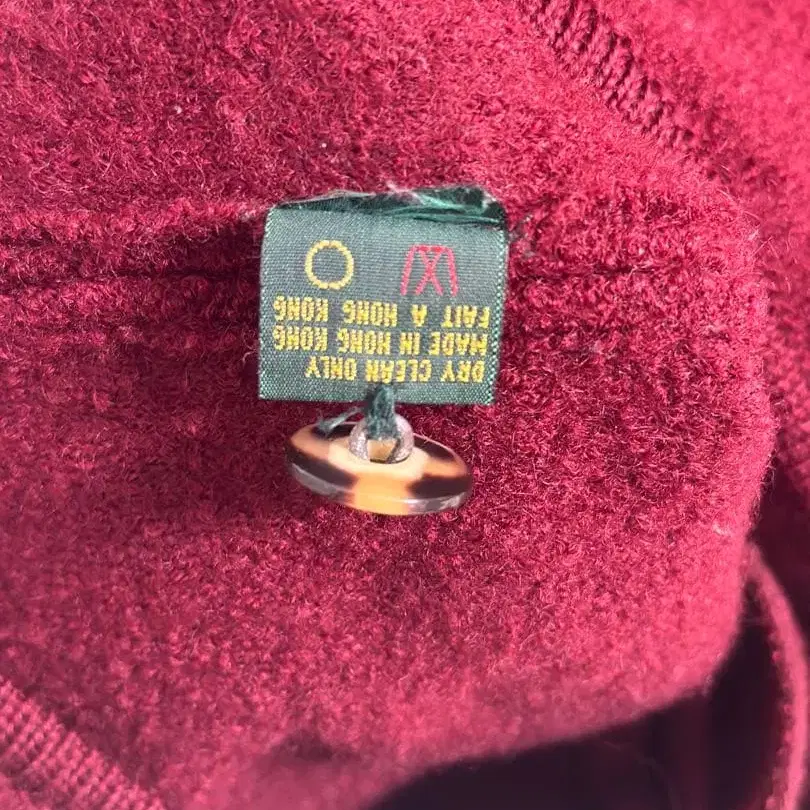 DRY CLEAN ONLY
MADE IN HONG KONG
FAIT A HONG KONG